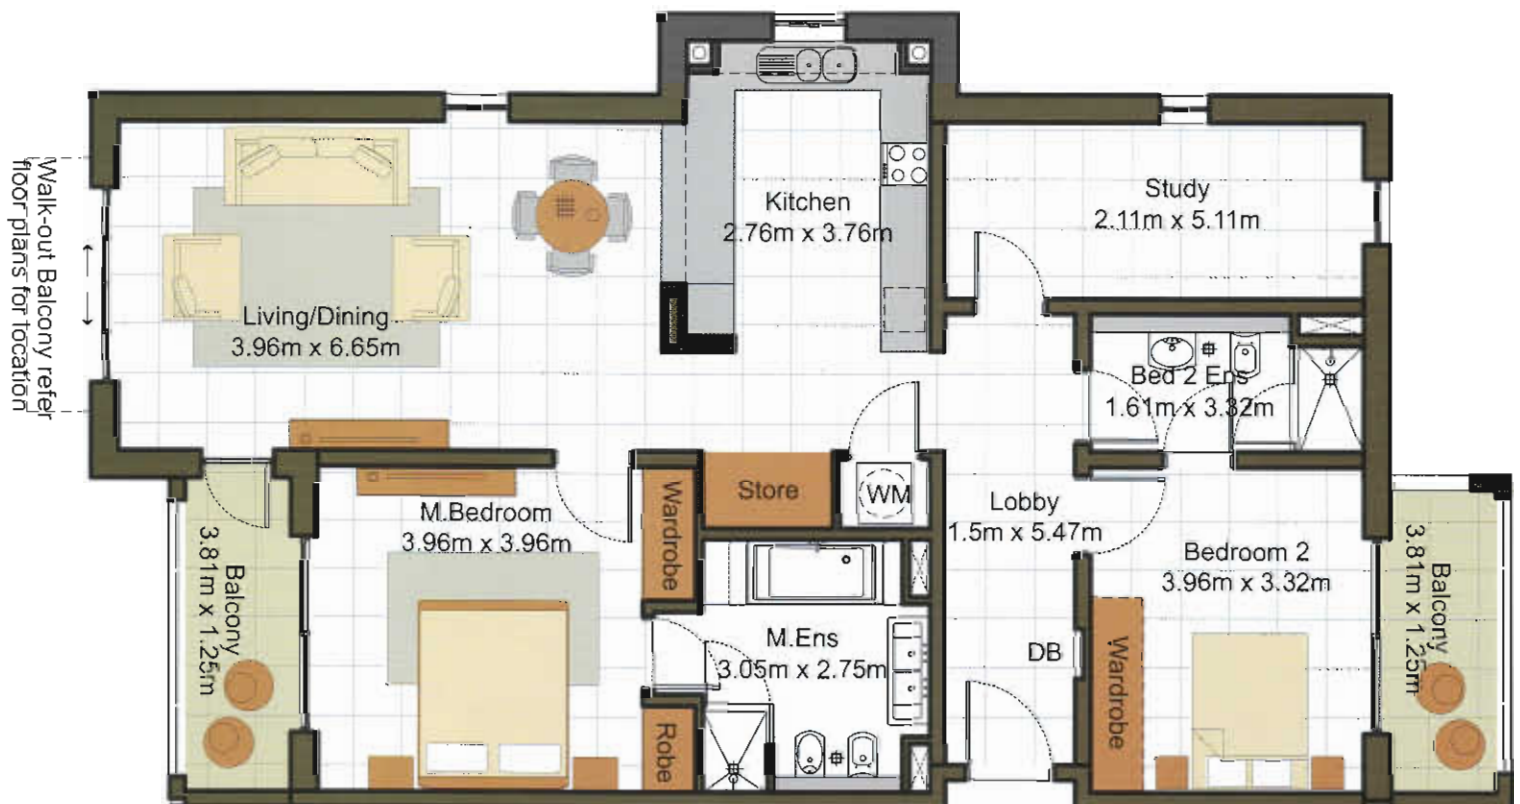 Walk-out Balcony refer
floor plans for location
Living/Dining
3.96m x 6.65m
Kitchen
2.76m x 3.76m
Study
2.11m x 5.11m
Bed 2 Ens
1.61m x 3.32m
Store
WM
Lobby
1.5m x 5.47m
M.Bedroom
3.96m x 3.96m
Wardrobe
Balcony
3.81m x 1.25m
M.Ens
3.05m x 2.75m
Robe
DB
Bedroom 2
3.96m x 3.32m
Wardrobe
Balcony
3.81m x 1.25m